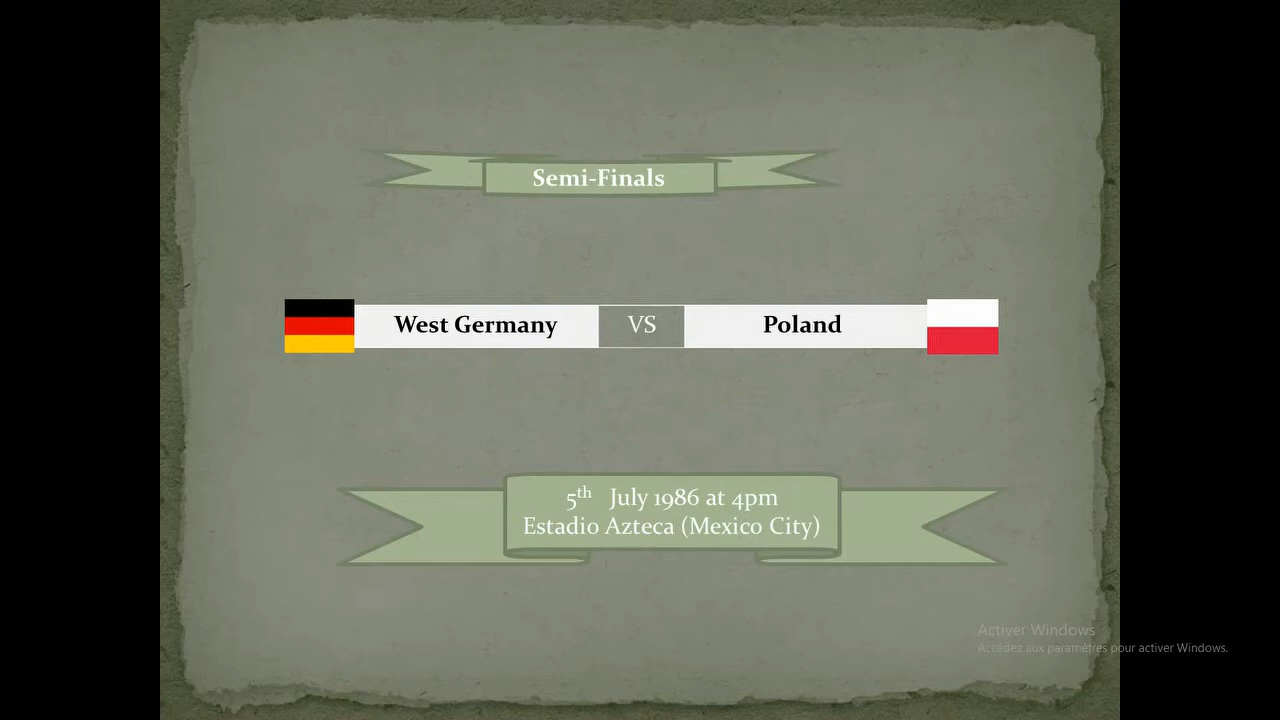 Semi-Finals
West Germany VS Poland
5th July 1986 at 4pm
Estadio Azteca (Mexico City)
Activer Windows
Accédez aux paramètres pour activer Windows.